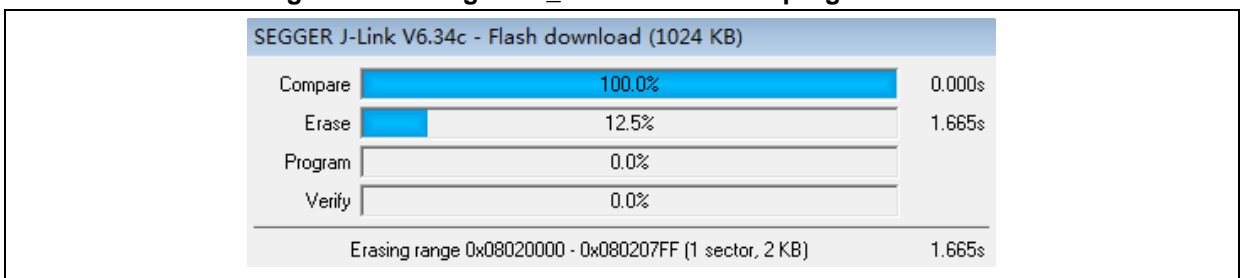 SEGGER J-Link V6.34c - Flash download (1024 KB)
Compare 100.0% 0.000s
Erase 12.5% 1.665s
Program 0.0%
Verify 0.0%
Erasing range 0x08020000 - 0x080207FF (1 sector, 2 KB) 1.665s